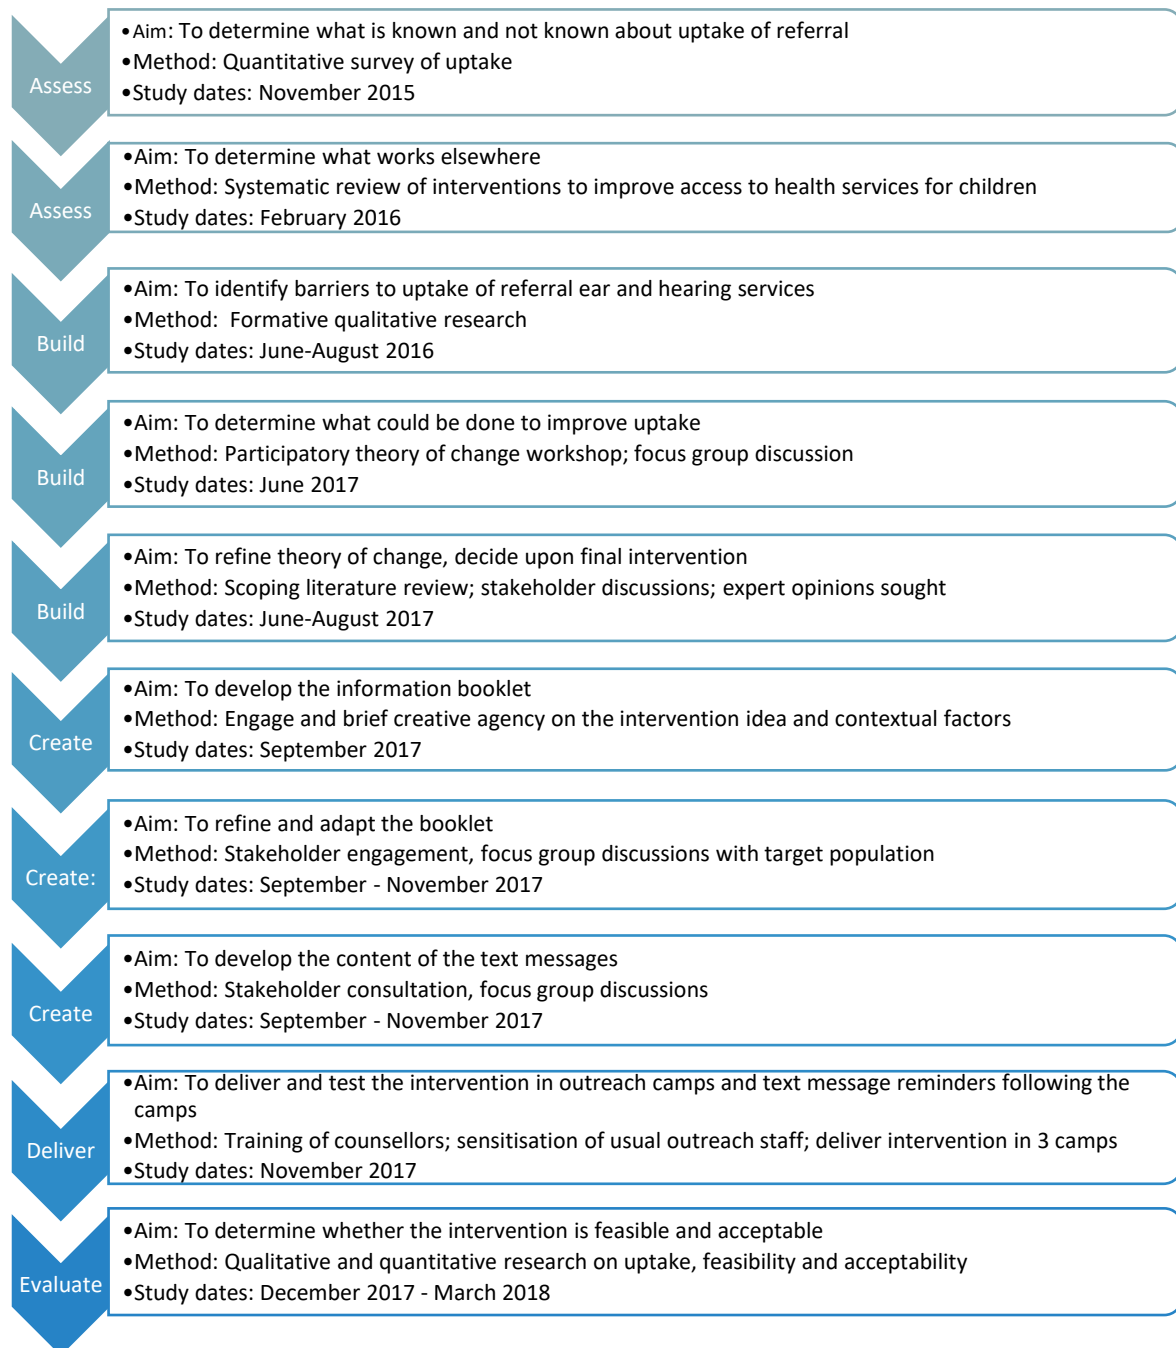 Assess
•Aim: To determine what is known and not known about uptake of referral
•Method: Quantitative survey of uptake
•Study dates: November 2015
Assess
•Aim: To determine what works elsewhere
•Method: Systematic review of interventions to improve access to health services for children
•Study dates: February 2016
Build
•Aim: To identify barriers to uptake of referral ear and hearing services
•Method:  Formative qualitative research
•Study dates: June-August 2016
Build
•Aim: To determine what could be done to improve uptake
•Method: Participatory theory of change workshop; focus group discussion
•Study dates: June 2017
Build
•Aim: To refine theory of change, decide upon final intervention
•Method: Scoping literature review; stakeholder discussions; expert opinions sought
•Study dates: June-August 2017
Create
•Aim: To develop the information booklet
•Method: Engage and brief creative agency on the intervention idea and contextual factors
•Study dates: September 2017
Create:
•Aim: To refine and adapt the booklet
•Method: Stakeholder engagement, focus group discussions with target population
•Study dates: September - November 2017
Create
•Aim: To develop the content of the text messages
•Method: Stakeholder consultation, focus group discussions
•Study dates: September - November 2017
Deliver
•Aim: To deliver and test the intervention in outreach camps and text message reminders following the
camps
•Method: Training of counsellors; sensitisation of usual outreach staff; deliver intervention in 3 camps
•Study dates: November 2017
Evaluate
•Aim: To determine whether the intervention is feasible and acceptable
•Method: Qualitative and quantitative research on uptake, feasibility and acceptability
•Study dates: December 2017 - March 2018